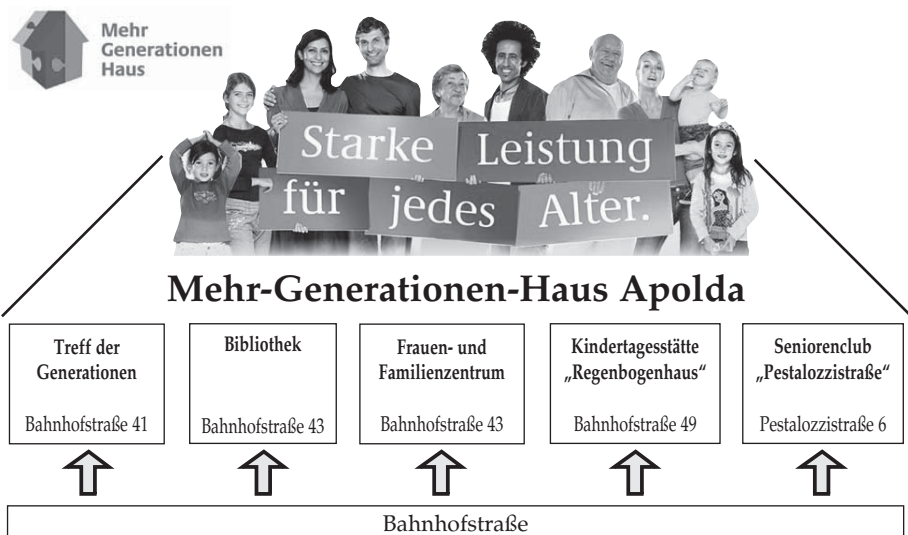 Mehr
Generationen
Haus
Starke Leistung
für jedes Alter.
Mehr-Generationen-Haus Apolda
Treff der
Generationen
Bahnhofstraße 41
Bibliothek
Bahnhofstraße 43
Frauen- und
Familienzentrum
Bahnhofstraße 43
Kindertagesstätte
„Regenbogenhaus“
Bahnhofstraße 49
Seniorenclub
„Pestalozzistraße“
Pestalozzistraße 6
Bahnhofstraße